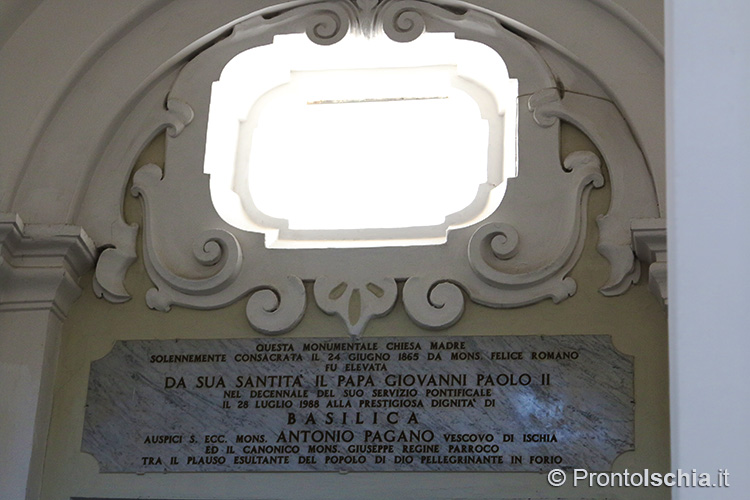 QUESTA MONUMENTALE CHIESA MADRE
SOLENNEMENTE CONSACRATA IL 24 GIUGNO 1865 DA MONS. FELICE ROMANO
FU ELEVATA
DA SUA SANTITA' IL PAPA GIOVANNI PAOLO II
NEL DECENNALE DEL SUO SERVIZIO PONTIFICALE
IL 28 LUGLIO 1988 ALLA PRESTIGIOSA DIGNITA' DI
BASILICA
AUSPICI S. ECC. MONS. ANTONIO PAGANO VESCOVO DI ISCHIA
ED IL CANONICO MONS. GIUSEPPE REGINE PARROCO
TRA IL PLAUSO ESULTANTE DEL POPOLO DI DIO PELLEGRINANTE IN FORIO
© ProntoIschia.it